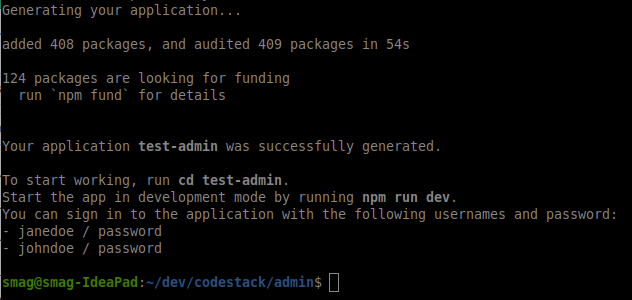 Generating your application...
added 408 packages, and audited 409 packages in 54s
124 packages are looking for funding
  run `npm fund` for details
Your application test-admin was successfully generated.
To start working, run cd test-admin.
Start the app in development mode by running npm run dev.
You can sign in to the application with the following usernames and password:
- janedoe / password
- johndoe / password
smag@smag-IdeaPad:~/dev/codestack/admin$